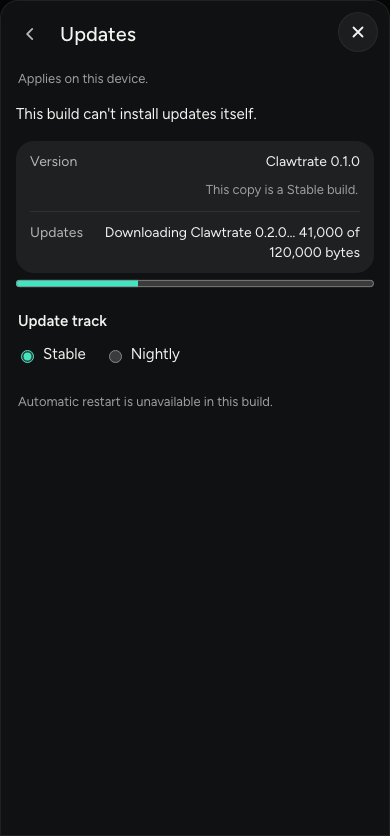 Updates
Applies on this device.
This build can't install updates itself.
Version
Clawtrate 0.1.0
This copy is a Stable build.
Updates
Downloading Clawtrate 0.2.0... 41,000 of
120,000 bytes
Update track
Stable
Nightly
Automatic restart is unavailable in this build.